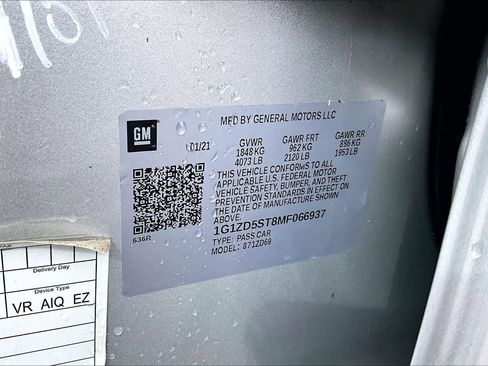 MFD BY GENERAL MOTORS LLC
GM
01/21 GVWR GAWR FRT GAWR RR
1848 KG 962 KG 886 KG
4073 LB 2120 LB 1953 LB
THIS VEHICLE CONFORMS TO ALL
APPLICABLE U.S. FEDERAL MOTOR
VEHICLE SAFETY, BUMPER, AND THEFT
PREVENTION STANDARDS IN EFFECT ON
THE DATE OF MANUFACTURE SHOWN
ABOVE.
1G1ZD5ST8MF066937
TYPE: PASS CAR
MODEL: 871ZD69
636R
Delivery Day
Device Type
VR AIQ EZ